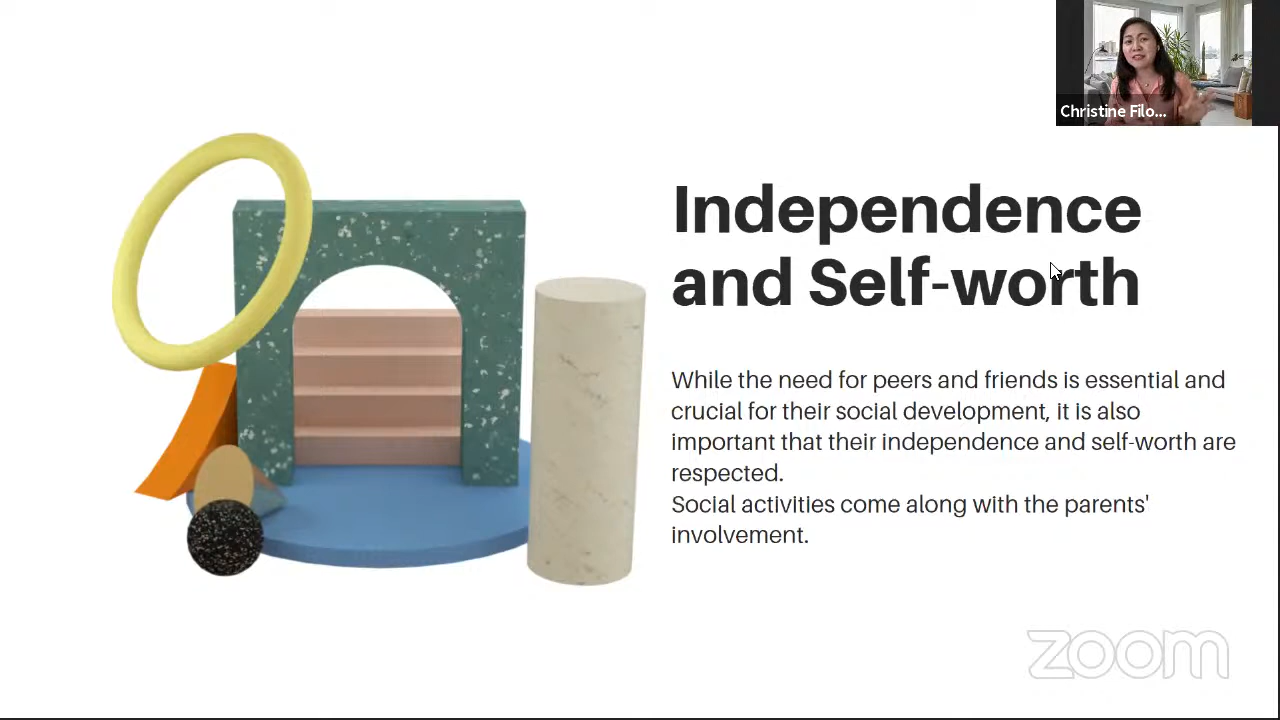 Christine Filo...
Independence
and Self-worth
While the need for peers and friends is essential and
crucial for their social development, it is also
important that their independence and self-worth are
respected.
Social activities come along with the parents'
involvement.
zoom